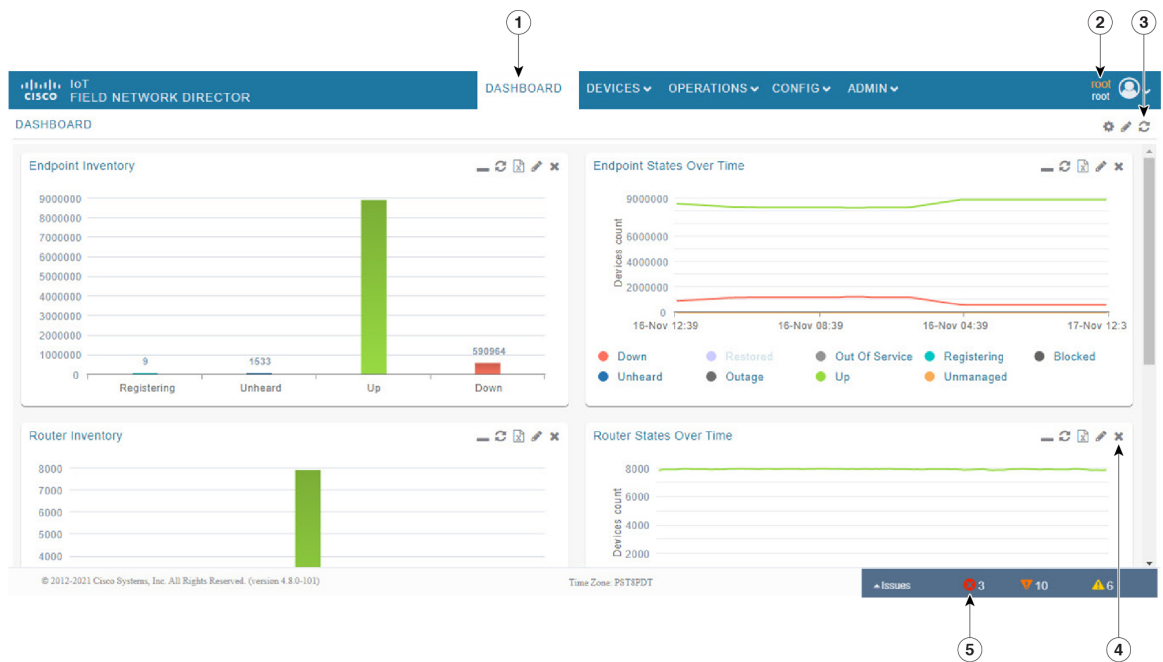 1 2 3
CISCO IoT
FIELD NETWORK DIRECTOR
DASHBOARD DEVICES OPERATIONS CONFIG ADMIN root
root
DASHBOARD
Endpoint Inventory
9000000
8000000
7000000
6000000
5000000
4000000
3000000
2000000
1000000
0
9 1533 590964
Registering Unheard Up Down
Endpoint States Over Time
Devices count
9000000
6000000
4000000
2000000
0
16-Nov 12:39 16-Nov 08:39 16-Nov 04:39 17-Nov 12:3
Down Restored Out Of Service Registering Blocked
Unheard Outage Up Unmanaged
Router Inventory
8000
7000
6000
5000
4000
Router States Over Time
Devices count
8000
6000
4000
2000
© 2012-2021 Cisco Systems, Inc. All Rights Reserved. (version 4.8.0-101) Time Zone: PST8PDT Issues 3 10 6
5 4